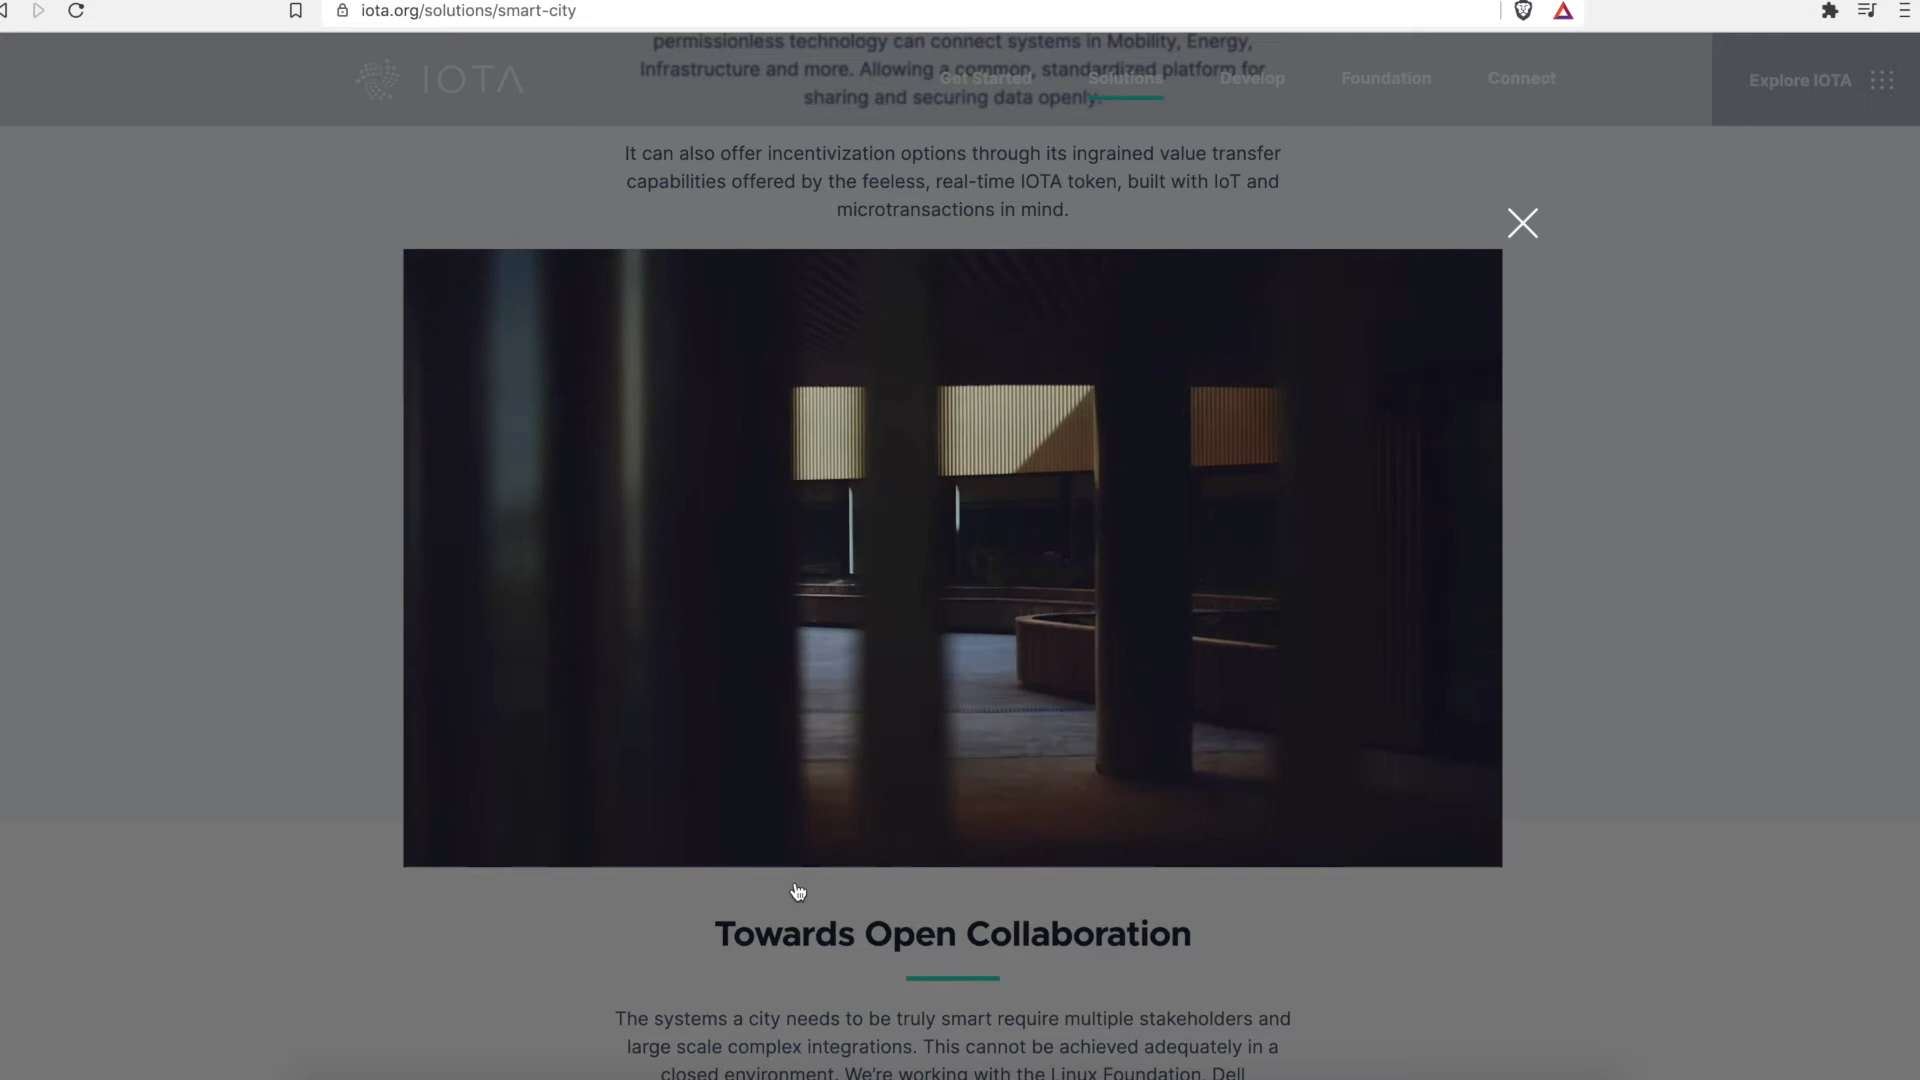 iota.org/solutions/smart-city
permissionless technology can connect systems in Mobility, Energy,
Infrastructure and more. Allowing a common, standardized platform for
sharing and securing data openly.
IOTA
Get Started
Solutions
Develop
Foundation
Connect
Explore IOTA
It can also offer incentivization options through its ingrained value transfer
capabilities offered by the feeless, real-time IOTA token, built with IoT and
microtransactions in mind.
Towards Open Collaboration
The systems a city needs to be truly smart require multiple stakeholders and
large scale complex integrations. This cannot be achieved adequately in a
closed environment. We're working with the Linux Foundation, Dell